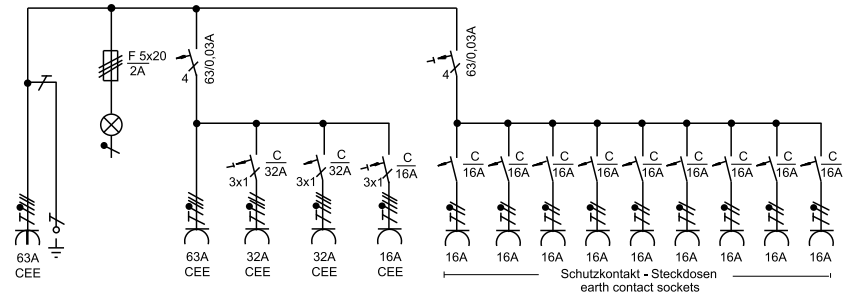 F 5x20
2A
4
63/0,03A
4
63/0,03A
C
32A
3x1
C
32A
3x1
C
16A
3x1
C
16A
C
16A
C
16A
C
16A
C
16A
C
16A
C
16A
C
16A
C
16A
63A
CEE
63A
CEE
32A
CEE
32A
CEE
16A
CEE
16A
16A
16A
16A
16A
16A
16A
16A
16A
Schutzkontakt - Steckdosen
earth contact sockets